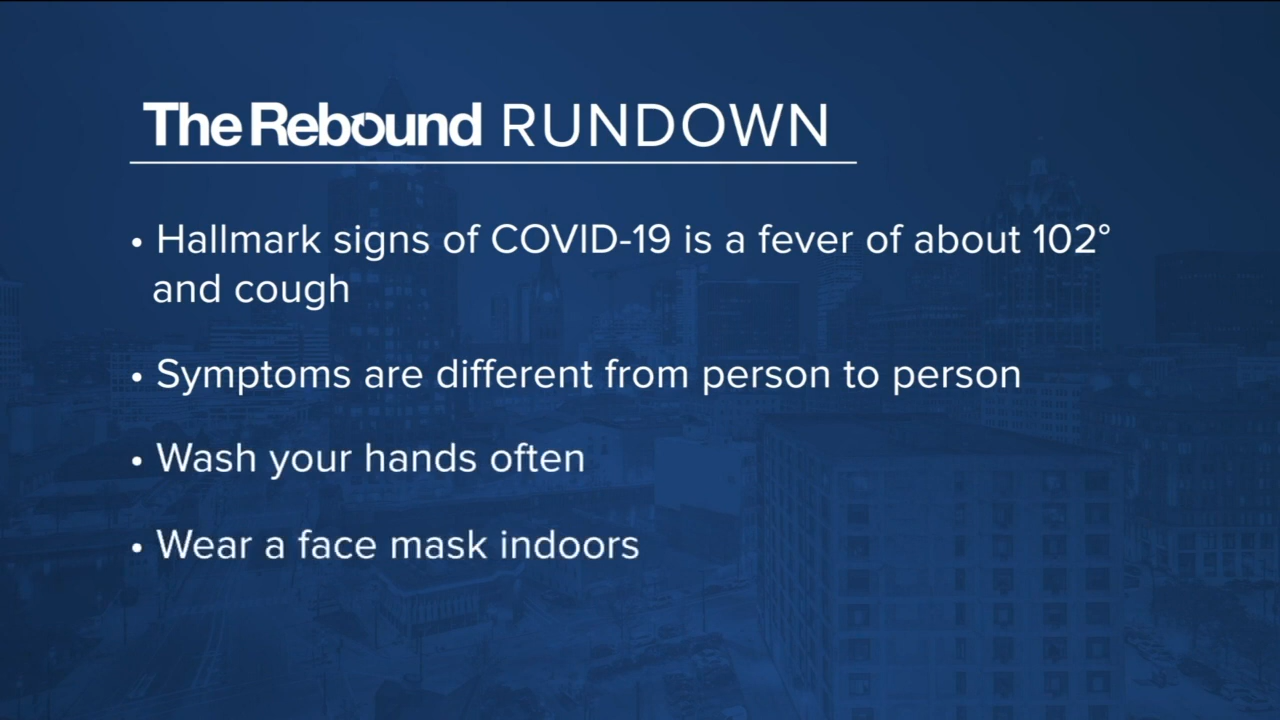 The Rebound RUNDOWN
• Hallmark signs of COVID-19 is a fever of about 102°
and cough
• Symptoms are different from person to person
• Wash your hands often
• Wear a face mask indoors